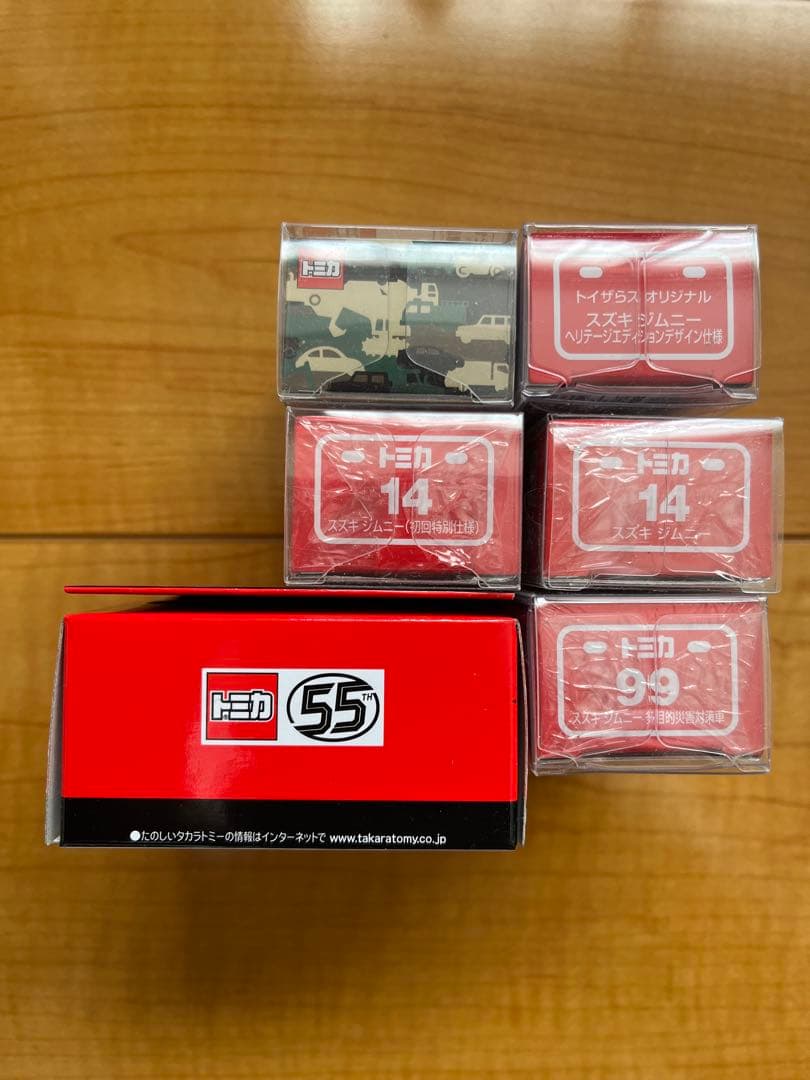 トミカ
トイザらス オリジナル
スズキ ジムニー
ヘリテージエディションデザイン仕様
トミカ
14
スズキ ジムニー(初回特別仕様)
トミカ
14
スズキ ジムニー
トミカ
55TH
トミカ
99
スズキ ジムニー 多目的災害対策車
●たのしいタカラトミーの情報はインターネットで www.takaratomy.co.jp